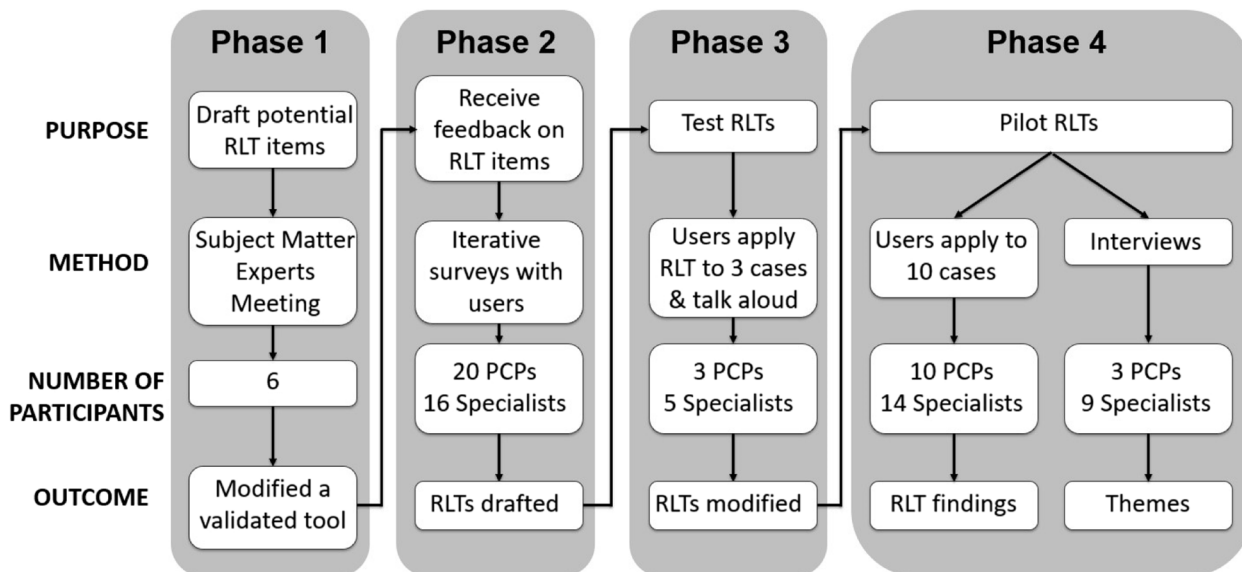 Phase 1
Phase 2
Phase 3
Phase 4
PURPOSE
Draft potential
RLT items
Receive
feedback on
RLT items
Test RLTs
Pilot RLTs
METHOD
Subject Matter
Experts
Meeting
Iterative
surveys with
users
Users apply
RLT to 3 cases
& talk aloud
Users apply to
10 cases
Interviews
NUMBER OF
PARTICIPANTS
6
20 PCPs
16 Specialists
3 PCPs
5 Specialists
10 PCPs
14 Specialists
3 PCPs
9 Specialists
OUTCOME
Modified a
validated tool
RLTs drafted
RLTs modified
RLT findings
Themes